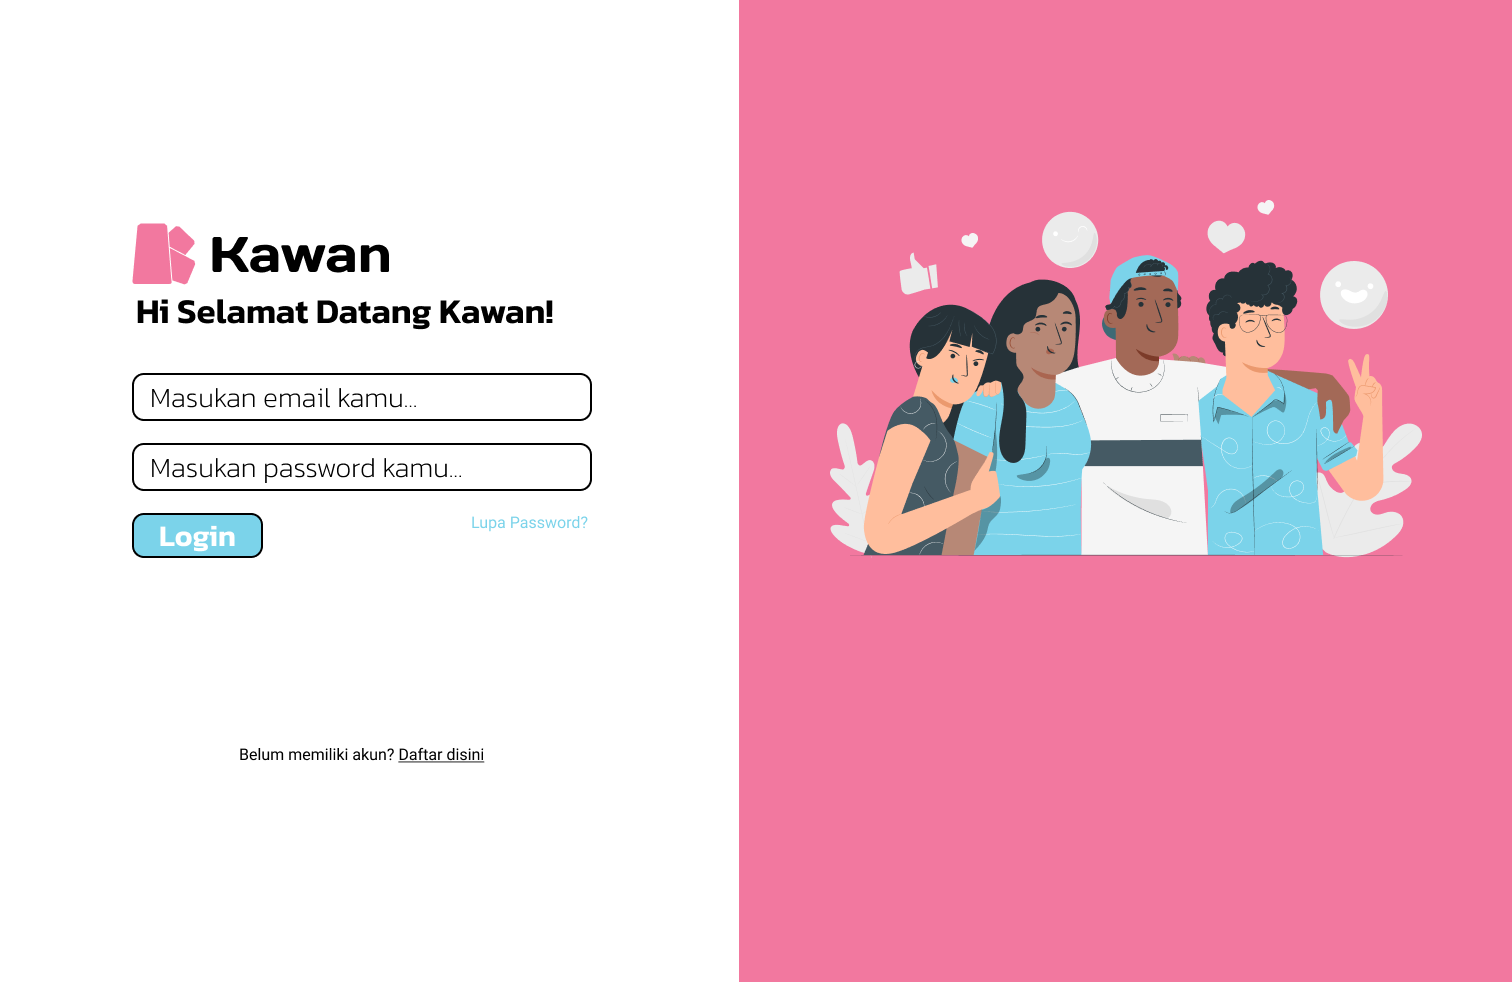 Kawan
Hi Selamat Datang Kawan!
Masukan email kamu...
Masukan password kamu...
Login
Lupa Password?
Belum memiliki akun? Daftar disini